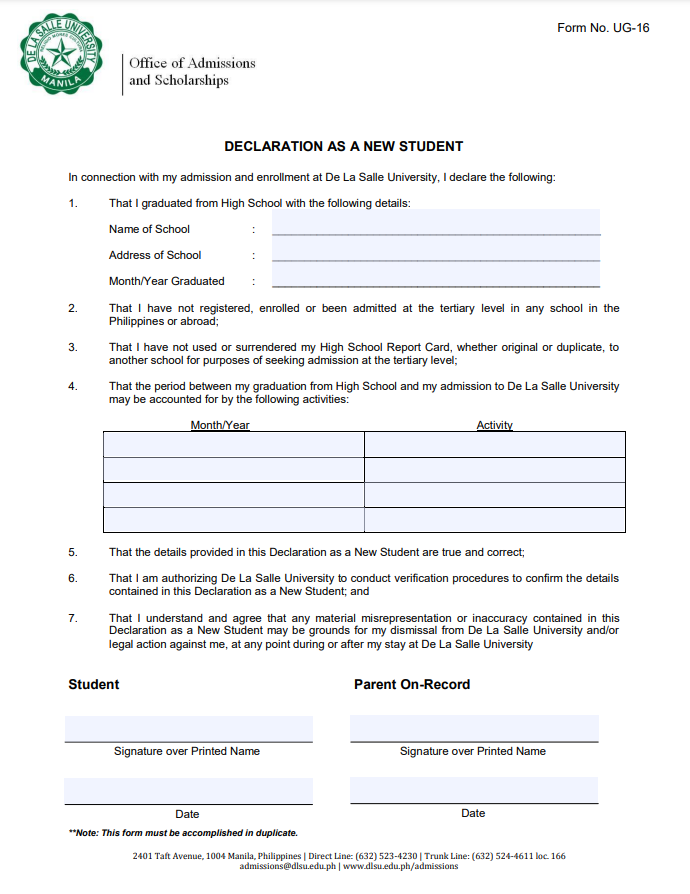 DE LA SALLE UNIVERSITY
MANILA
Form No. UG-16
Office of Admissions
and Scholarships
DECLARATION AS A NEW STUDENT
In connection with my admission and enrollment at De La Salle University, I declare the following:
1. That I graduated from High School with the following details:
Name of School :
Address of School :
Month/Year Graduated :
2. That I have not registered, enrolled or been admitted at the tertiary level in any school in the
Philippines or abroad;
3. That I have not used or surrendered my High School Report Card, whether original or duplicate, to
another school for purposes of seeking admission at the tertiary level;
4. That the period between my graduation from High School and my admission to De La Salle University
may be accounted for by the following activities:
Month/Year Activity
5. That the details provided in this Declaration as a New Student are true and correct;
6. That I am authorizing De La Salle University to conduct verification procedures to confirm the details
contained in this Declaration as a New Student; and
7. That I understand and agree that any material misrepresentation or inaccuracy contained in this
Declaration as a New Student may be grounds for my dismissal from De La Salle University and/or
legal action against me, at any point during or after my stay at De La Salle University
Student Parent On-Record
Signature over Printed Name Signature over Printed Name
Date Date
**Note: This form must be accomplished in duplicate.
2401 Taft Avenue, 1004 Manila, Philippines | Direct Line: (632) 523-4230 | Trunk Line: (632) 524-4611 loc. 166
admissions@dlsu.edu.ph | www.dlsu.edu.ph/admissions